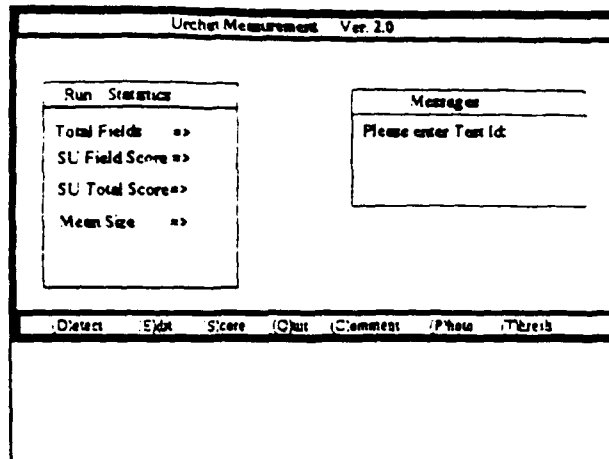 Urchin Measurement Ver. 2.0
Run Statistics
Total Fields =>
SU Field Score =>
SU Total Score=>
Mean Size =>
Messages
Please enter Test Id:
(D)etect (E)dit (S)core (Q)uit (C)omment (P)hoto (T)hresh